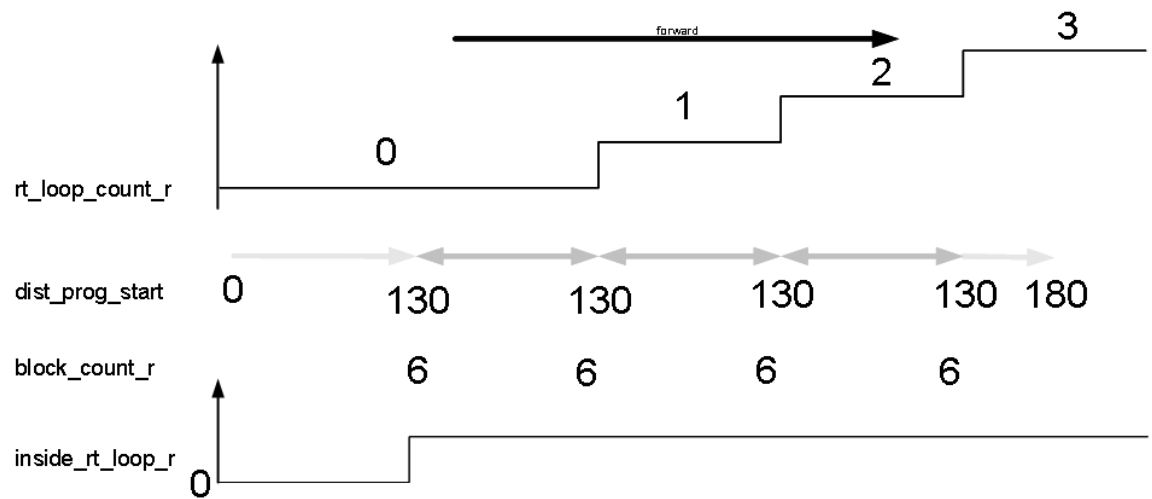 forward
3
2
1
0
rt_loop_count_r
dist_prog_start 0 130 130 130 130 180
block_count_r 6 6 6 6
inside_rt_loop_r
0